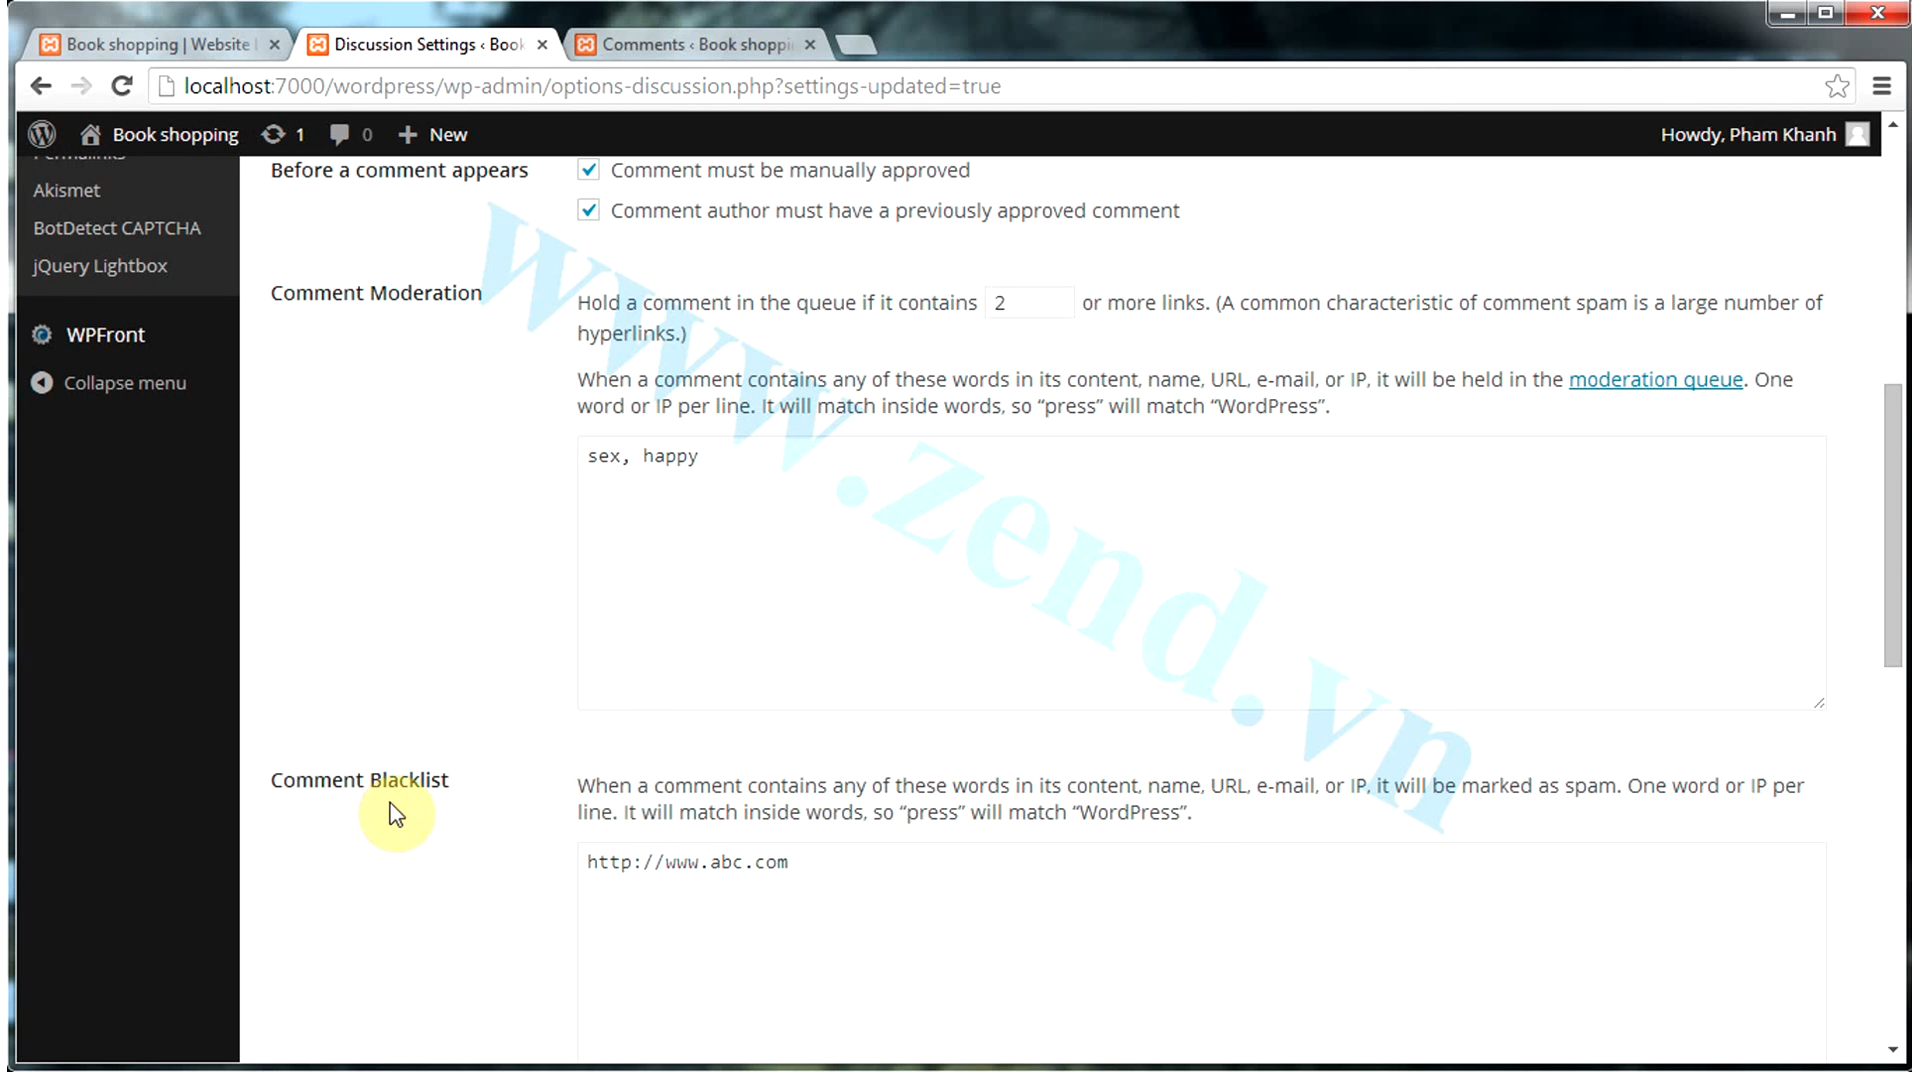 Book shopping | Website
Discussion Settings ‹ Book
Comments ‹ Book shoppi
localhost:7000/wordpress/wp-admin/options-discussion.php?settings-updated=true
Book shopping
1
0
New
Howdy, Pham Khanh
Permalinks
Akismet
BotDetect CAPTCHA
jQuery Lightbox
WPFront
Collapse menu
Before a comment appears
Comment must be manually approved
Comment author must have a previously approved comment
Comment Moderation
Hold a comment in the queue if it contains 2 or more links. (A common characteristic of comment spam is a large number of
hyperlinks.)
When a comment contains any of these words in its content, name, URL, e-mail, or IP, it will be held in the moderation queue. One
word or IP per line. It will match inside words, so “press” will match “WordPress”.
sex, happy
Comment Blacklist
When a comment contains any of these words in its content, name, URL, e-mail, or IP, it will be marked as spam. One word or IP per
line. It will match inside words, so “press” will match “WordPress”.
http://www.abc.com
www.zend.vn